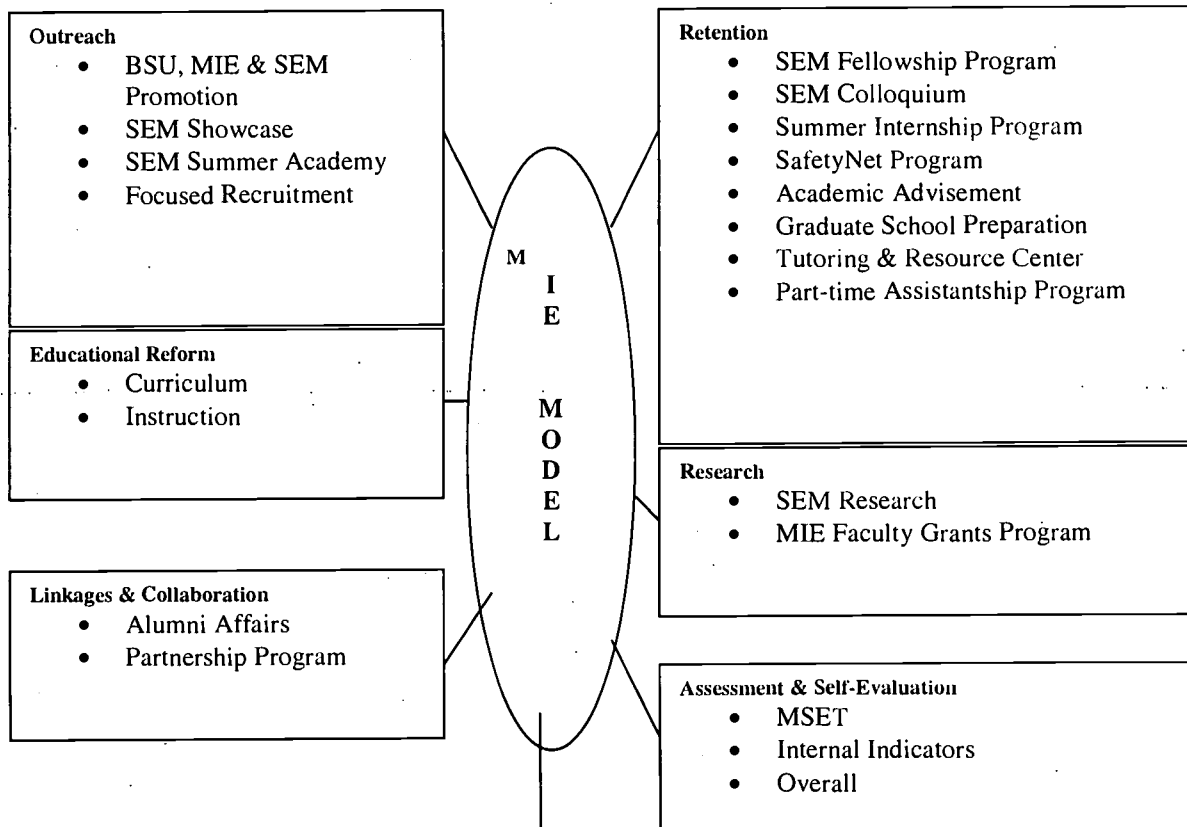 Outreach
• BSU, MIE & SEM
Promotion
• SEM Showcase
• SEM Summer Academy
• Focused Recruitment
Educational Reform
• Curriculum
• Instruction
Linkages & Collaboration
• Alumni Affairs
• Partnership Program
M
I
E
M
O
D
E
L
Retention
• SEM Fellowship Program
• SEM Colloquium
• Summer Internship Program
• SafetyNet Program
• Academic Advisement
• Graduate School Preparation
• Tutoring & Resource Center
• Part-time Assistantship Program
Research
• SEM Research
• MIE Faculty Grants Program
Assessment & Self-Evaluation
• MSET
• Internal Indicators
• Overall